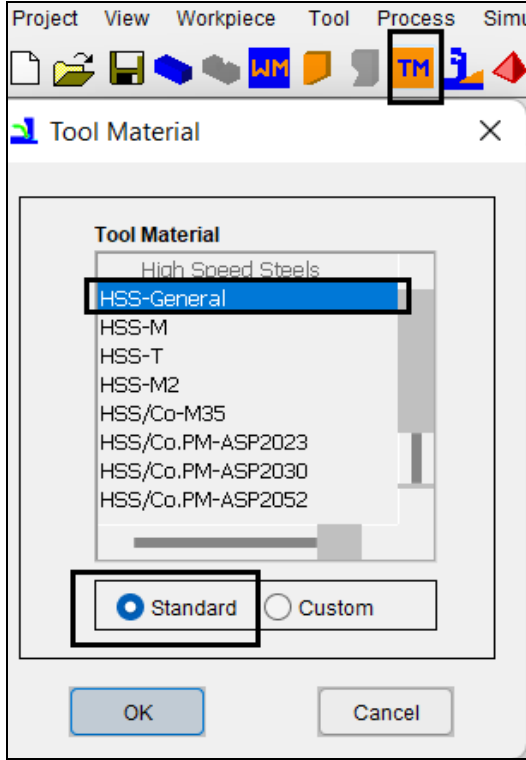 Project View Workpiece Tool Process Simu
WM TM
Tool Material
Tool Material
High Speed Steels
HSS-General
HSS-M
HSS-T
HSS-M2
HSS/Co-M35
HSS/Co.PM-ASP2023
HSS/Co.PM-ASP2030
HSS/Co.PM-ASP2052
Standard Custom
OK Cancel